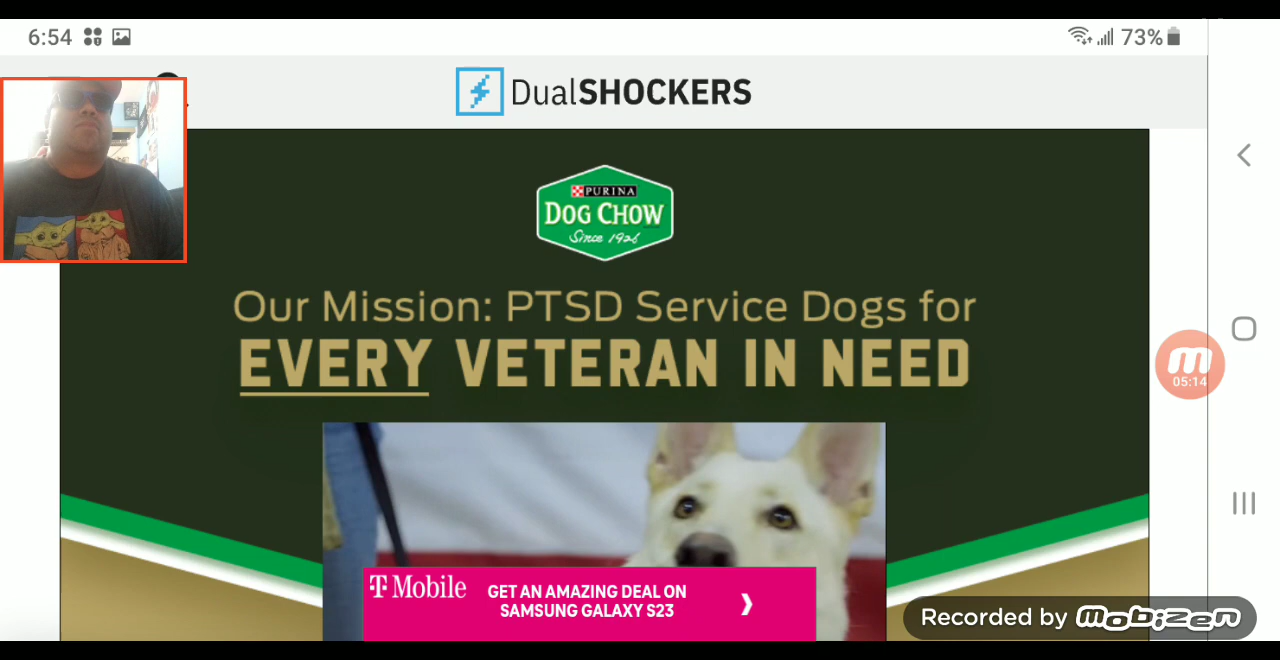 6:54
73%
DualSHOCKERS
PURINA
DOG CHOW
Since 1926
Our Mission: PTSD Service Dogs for
EVERY VETERAN IN NEED
05:14
T Mobile
GET AN AMAZING DEAL ON
SAMSUNG GALAXY S23
Recorded by mobizen